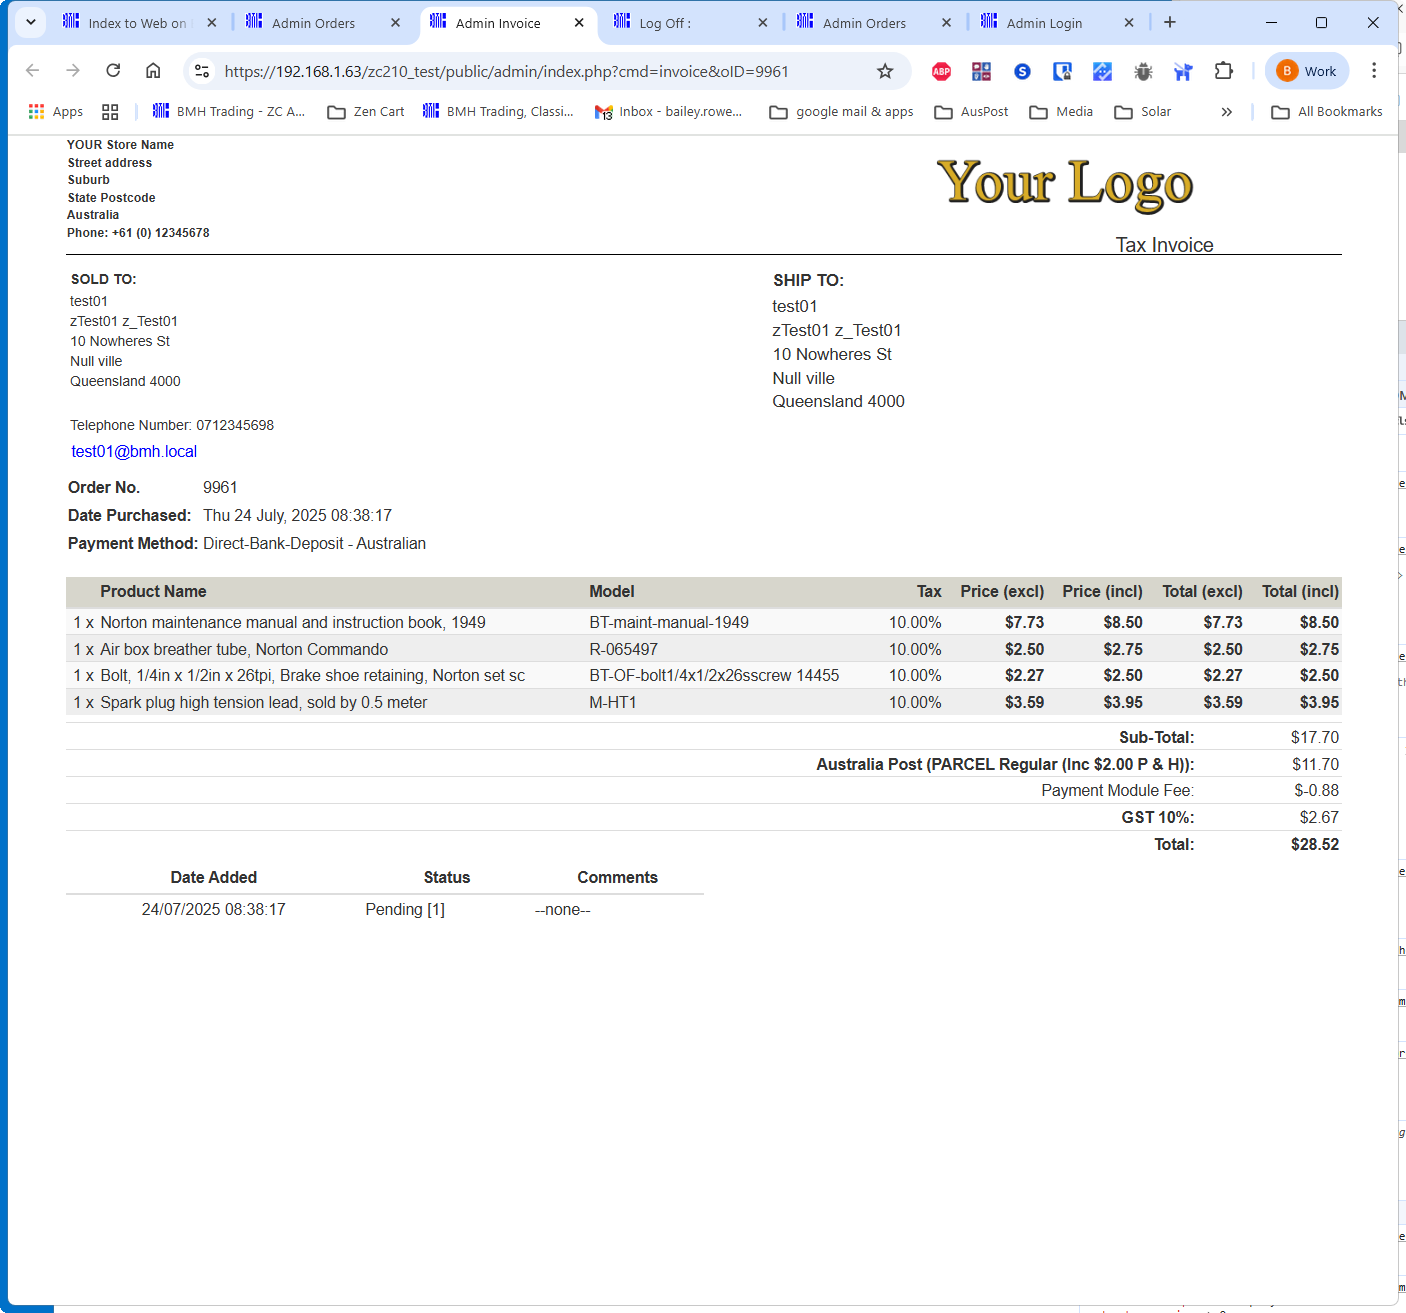 Index to Web on
Admin Orders
Admin Invoice
Log Off :
Admin Orders
Admin Login
https://192.168.1.63/zc210_test/public/admin/index.php?cmd=invoice&oID=9961
ABP
S
B Work
Apps
BMH Trading - ZC A...
Zen Cart
BMH Trading, Classi...
13
Inbox - bailey.rowe...
google mail & apps
AusPost
Media
Solar
»
All Bookmarks
YOUR Store Name
Street address
Suburb
State Postcode
Australia
Phone: +61 (0) 12345678
Your Logo
Tax Invoice
SOLD TO:
test01
zTest01 z_Test01
10 Nowheres St
Null ville
Queensland 4000
Telephone Number: 0712345698
test01@bmh.local
SHIP TO:
test01
zTest01 z_Test01
10 Nowheres St
Null ville
Queensland 4000
Order No. 9961
Date Purchased: Thu 24 July, 2025 08:38:17
Payment Method: Direct-Bank-Deposit - Australian
Product Name Model Tax Price (excl) Price (incl) Total (excl) Total (incl)
1 x Norton maintenance manual and instruction book, 1949 BT-maint-manual-1949 10.00% $7.73 $8.50 $7.73 $8.50
1 x Air box breather tube, Norton Commando R-065497 10.00% $2.50 $2.75 $2.50 $2.75
1 x Bolt, 1/4in x 1/2in x 26tpi, Brake shoe retaining, Norton set sc BT-OF-bolt1/4x1/2x26sscrew 14455 10.00% $2.27 $2.50 $2.27 $2.50
1 x Spark plug high tension lead, sold by 0.5 meter M-HT1 10.00% $3.59 $3.95 $3.59 $3.95
Sub-Total: $17.70
Australia Post (PARCEL Regular (Inc $2.00 P & H)): $11.70
Payment Module Fee: $-0.88
GST 10%: $2.67
Total: $28.52
Date Added Status Comments
24/07/2025 08:38:17 Pending [1] --none--